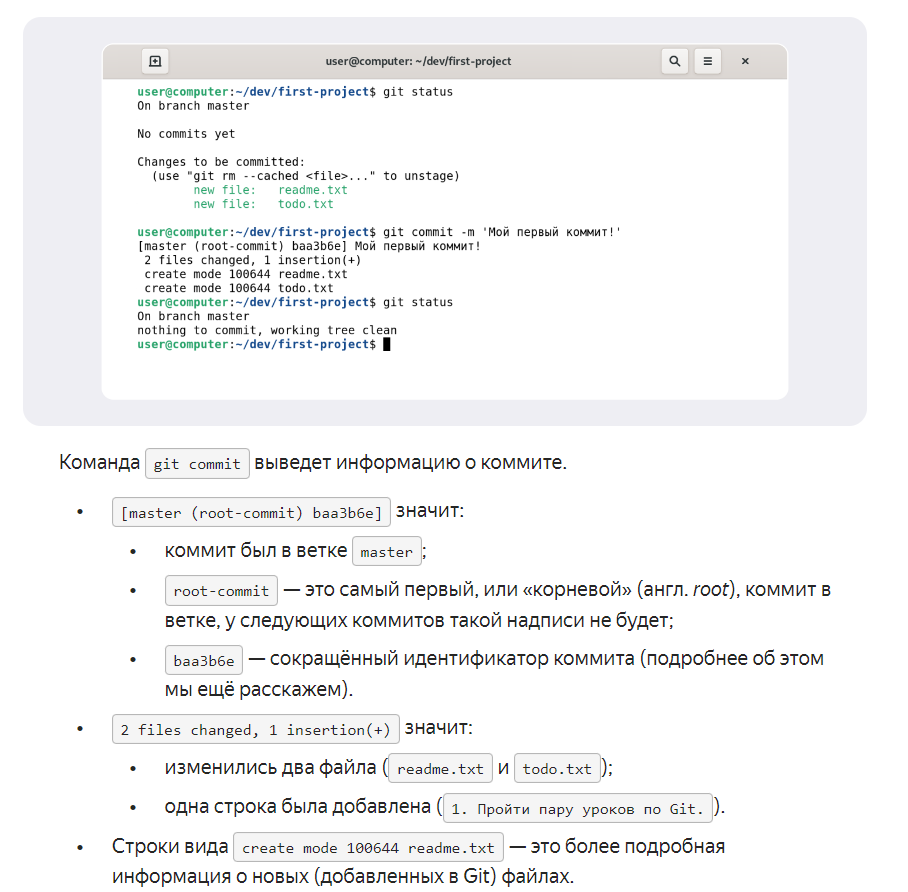 user@computer: ~/dev/first-project
user@computer:~/dev/first-project$ git status
On branch master
No commits yet
Changes to be committed:
(use "git rm --cached <file>..." to unstage)
new file: readme.txt
new file: todo.txt
user@computer:~/dev/first-project$ git commit -m 'Мой первый коммит!'
[master (root-commit) baa3b6e] Мой первый коммит!
2 files changed, 1 insertion(+)
create mode 100644 readme.txt
create mode 100644 todo.txt
user@computer:~/dev/first-project$ git status
On branch master
nothing to commit, working tree clean
user@computer:~/dev/first-project$
Команда git commit выведет информацию о коммите.
• [master (root-commit) baa3b6e] значит:
• коммит был в ветке master;
• root-commit — это самый первый, или «корневой» (англ. root), коммит в
ветке, у следующих коммитов такой надписи не будет;
• baa3b6e — сокращённый идентификатор коммита (подробнее об этом
мы ещё расскажем).
• 2 files changed, 1 insertion(+) значит:
• изменились два файла (readme.txt и todo.txt);
• одна строка была добавлена (1. Пройти пару уроков по Git.).
• Строки вида create mode 100644 readme.txt — это более подробная
информация о новых (добавленных в Git) файлах.